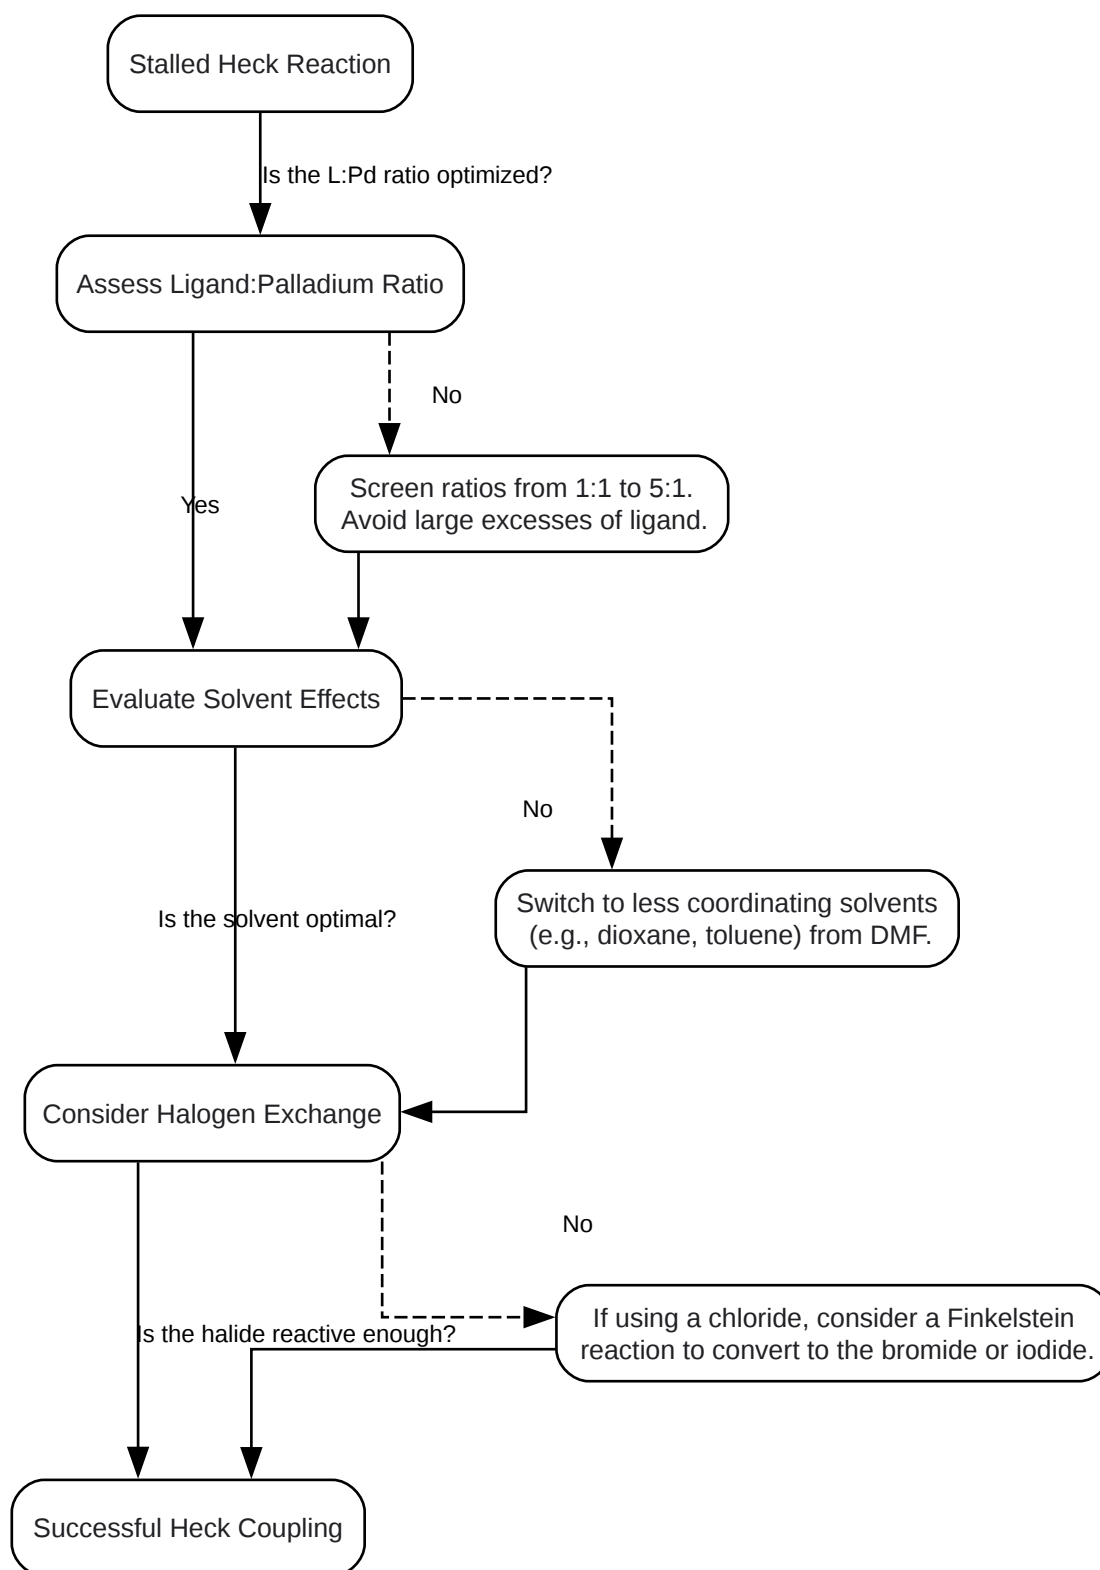 Stalled Heck Reaction
Is the L:Pd ratio optimized?
Assess Ligand:Palladium Ratio
No
Screen ratios from 1:1 to 5:1.
Avoid large excesses of ligand.
Yes
Evaluate Solvent Effects
No
Switch to less coordinating solvents
(e.g., dioxane, toluene) from DMF.
Is the solvent optimal?
Consider Halogen Exchange
No
If using a chloride, consider a Finkelstein
reaction to convert to the bromide or iodide.
Is the halide reactive enough?
Successful Heck Coupling